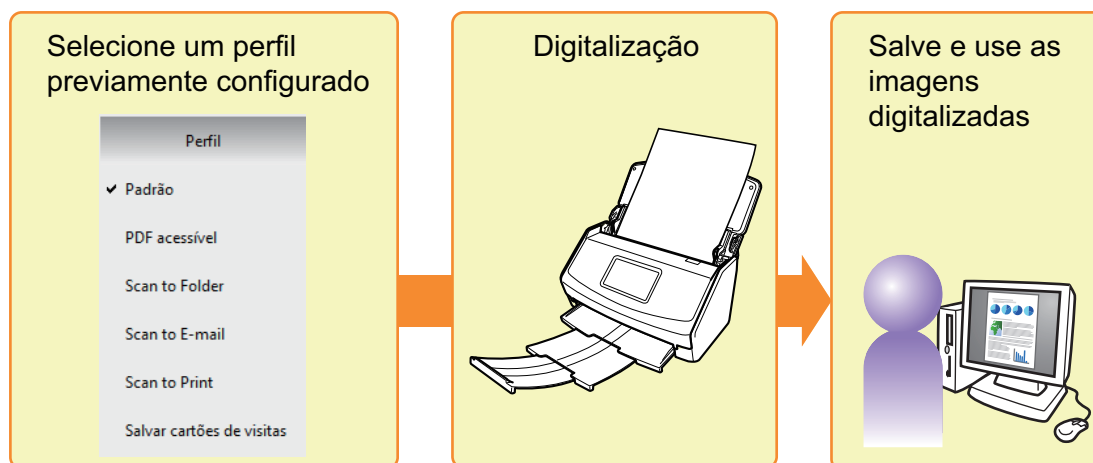 Selecione um perfil
previamente configurado
Perfil
Padrão
PDF acessível
Scan to Folder
Scan to E-mail
Scan to Print
Salvar cartões de visitas
Digitalização
Salve e use as
imagens
digitalizadas